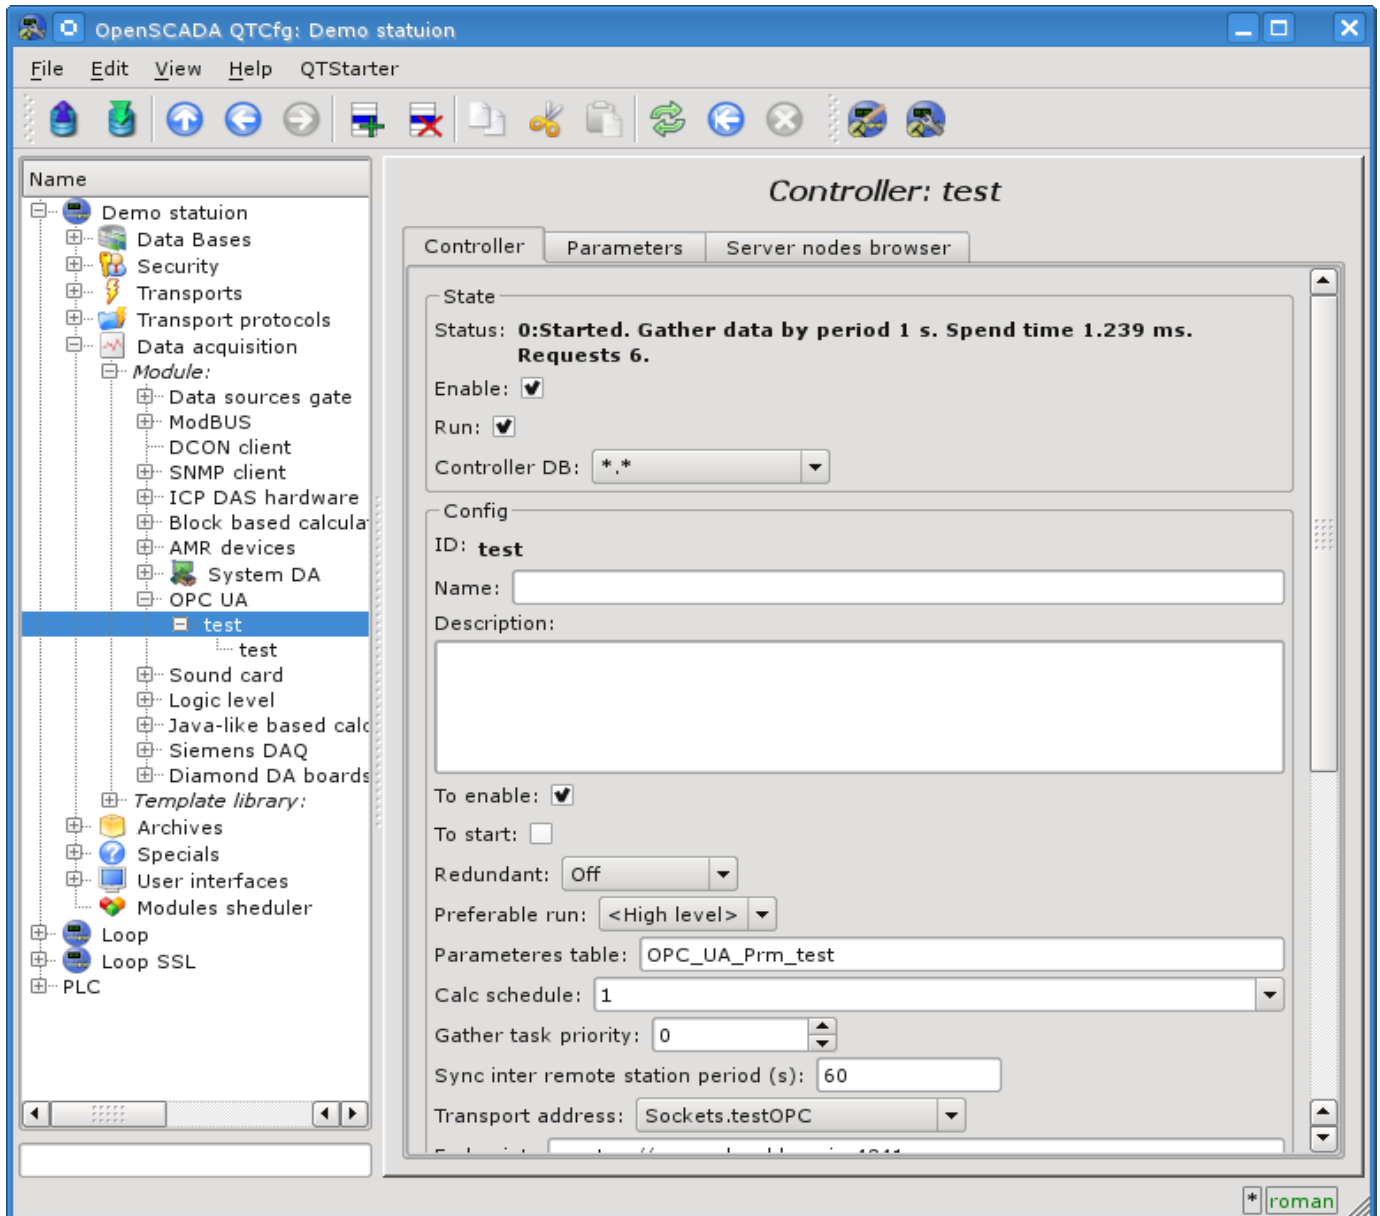 OpenSCADA QTCfg: Demo statuion
File Edit View Help QTStarter
Name
Demo statuion
Data Bases
Security
Transports
Transport protocols
Data acquisition
Module:
Data sources gate
ModBUS
DCON client
SNMP client
ICP DAS hardware
Block based calcula
AMR devices
System DA
OPC UA
test
test
Sound card
Logic level
Java-like based calc
Siemens DAQ
Diamond DA boards
Template library:
Archives
Specials
User interfaces
Modules sheduler
Loop
Loop SSL
PLC
Controller: test
Controller Parameters Server nodes browser
State
Status: 0:Started. Gather data by period 1 s. Spend time 1.239 ms.
Requests 6.
Enable:
Run:
Controller DB: *.*
Config
ID: test
Name:
Description:
To enable:
To start:
Redundant: Off
Preferable run: <High level>
Parameteres table: OPC_UA_Prm_test
Calc schedule: 1
Gather task priority: 0
Sync inter remote station period (s): 60
Transport address: Sockets.testOPC
* roman